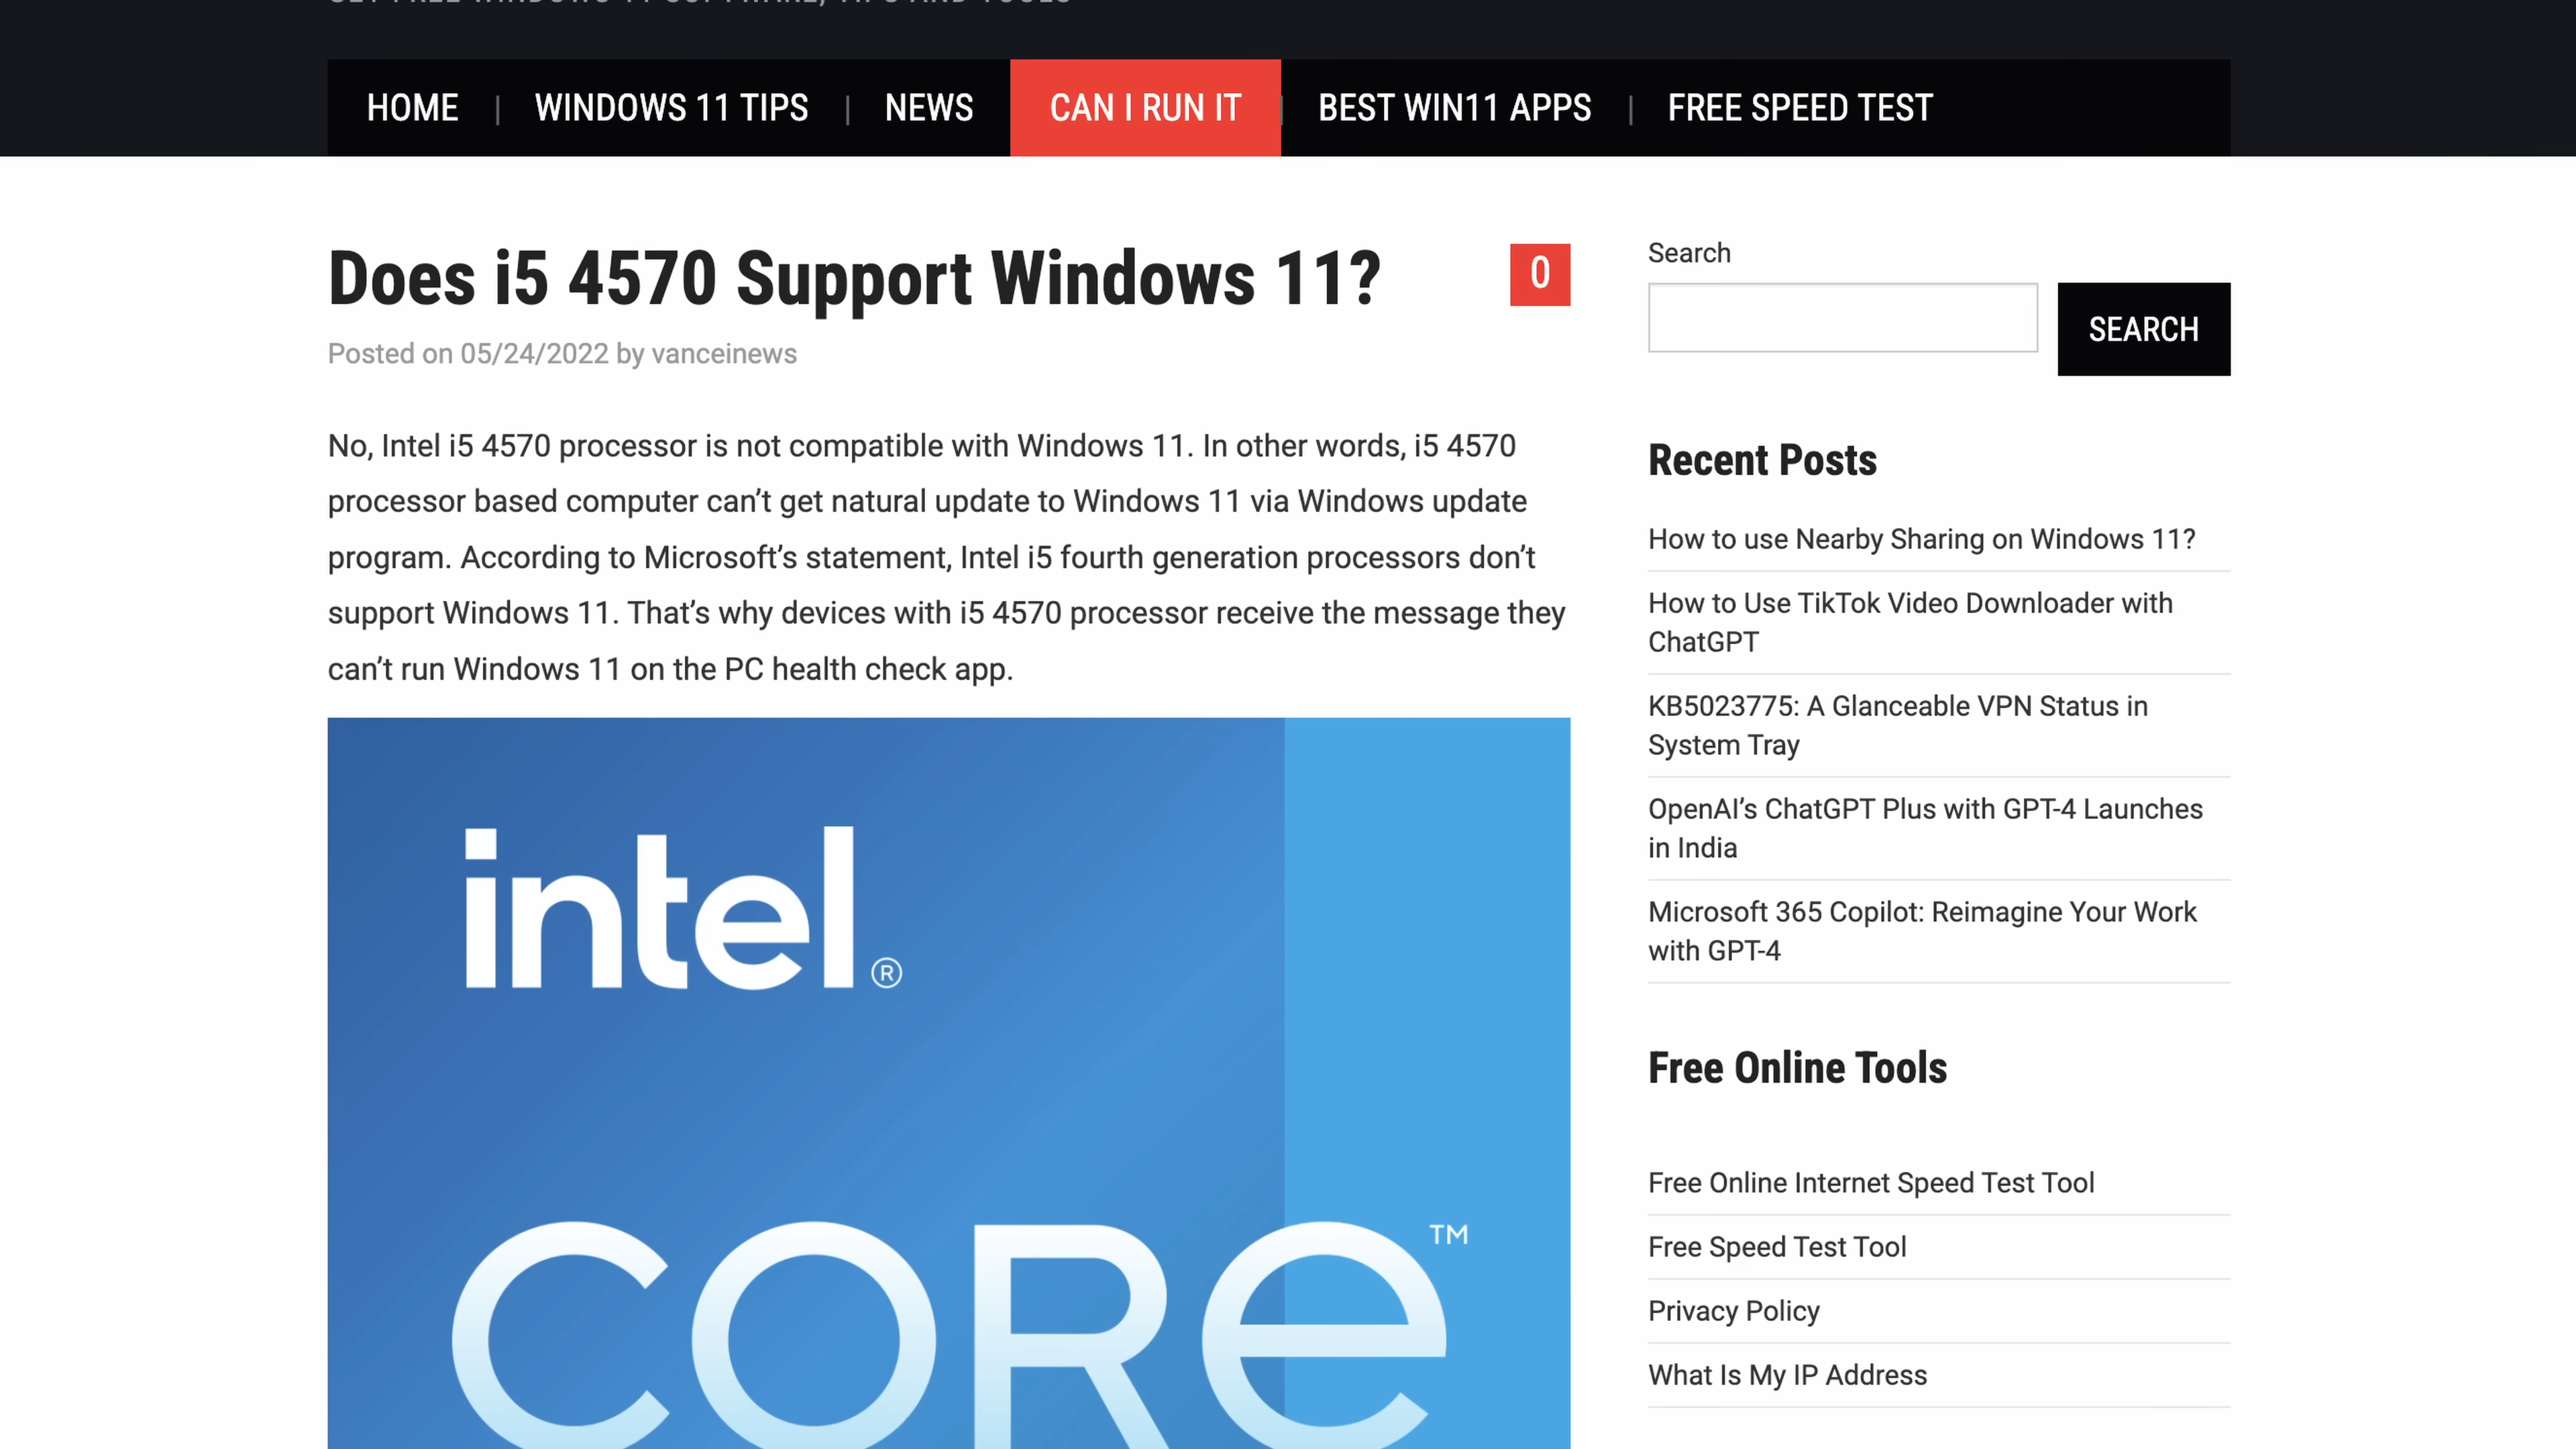 HOME | WINDOWS 11 TIPS | NEWS CAN I RUN IT BEST WIN11 APPS | FREE SPEED TEST
Does i5 4570 Support Windows 11?
0
Posted on 05/24/2022 by vanceinews
No, Intel i5 4570 processor is not compatible with Windows 11. In other words, i5 4570
processor based computer can’t get natural update to Windows 11 via Windows update
program. According to Microsoft’s statement, Intel i5 fourth generation processors don’t
support Windows 11. That’s why devices with i5 4570 processor receive the message they
can’t run Windows 11 on the PC health check app.
intel®
CORe™
Search
SEARCH
Recent Posts
How to use Nearby Sharing on Windows 11?
How to Use TikTok Video Downloader with
ChatGPT
KB5023775: A Glanceable VPN Status in
System Tray
OpenAI’s ChatGPT Plus with GPT-4 Launches
in India
Microsoft 365 Copilot: Reimagine Your Work
with GPT-4
Free Online Tools
Free Online Internet Speed Test Tool
Free Speed Test Tool
Privacy Policy
What Is My IP Address